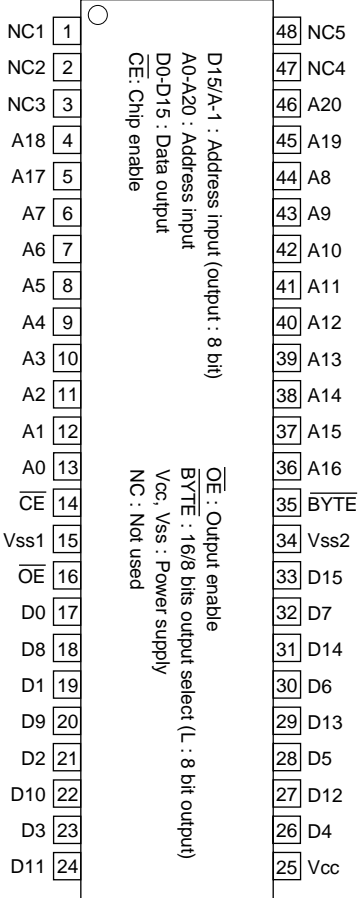 NC1 1
NC2 2
NC3 3
A18 4
A17 5
A7 6
A6 7
A5 8
A4 9
A3 10
A2 11
A1 12
A0 13
C̅E̅ 14
Vss1 15
O̅E̅ 16
D0 17
D8 18
D1 19
D9 20
D2 21
D10 22
D3 23
D11 24
D15/A-1 : Address input (output : 8 bit)
A0-A20 : Address input
D0-D15 : Data output
C̅E̅: Chip enable
O̅E̅ : Output enable
B̅Y̅T̅E̅ : 16/8 bits output select (L : 8 bit output)
Vcc, Vss : Power supply
NC : Not used
48 NC5
47 NC4
46 A20
45 A19
44 A8
43 A9
42 A10
41 A11
40 A12
39 A13
38 A14
37 A15
36 A16
35 B̅Y̅T̅E̅
34 Vss2
33 D15
32 D7
31 D14
30 D6
29 D13
28 D5
27 D12
26 D4
25 Vcc